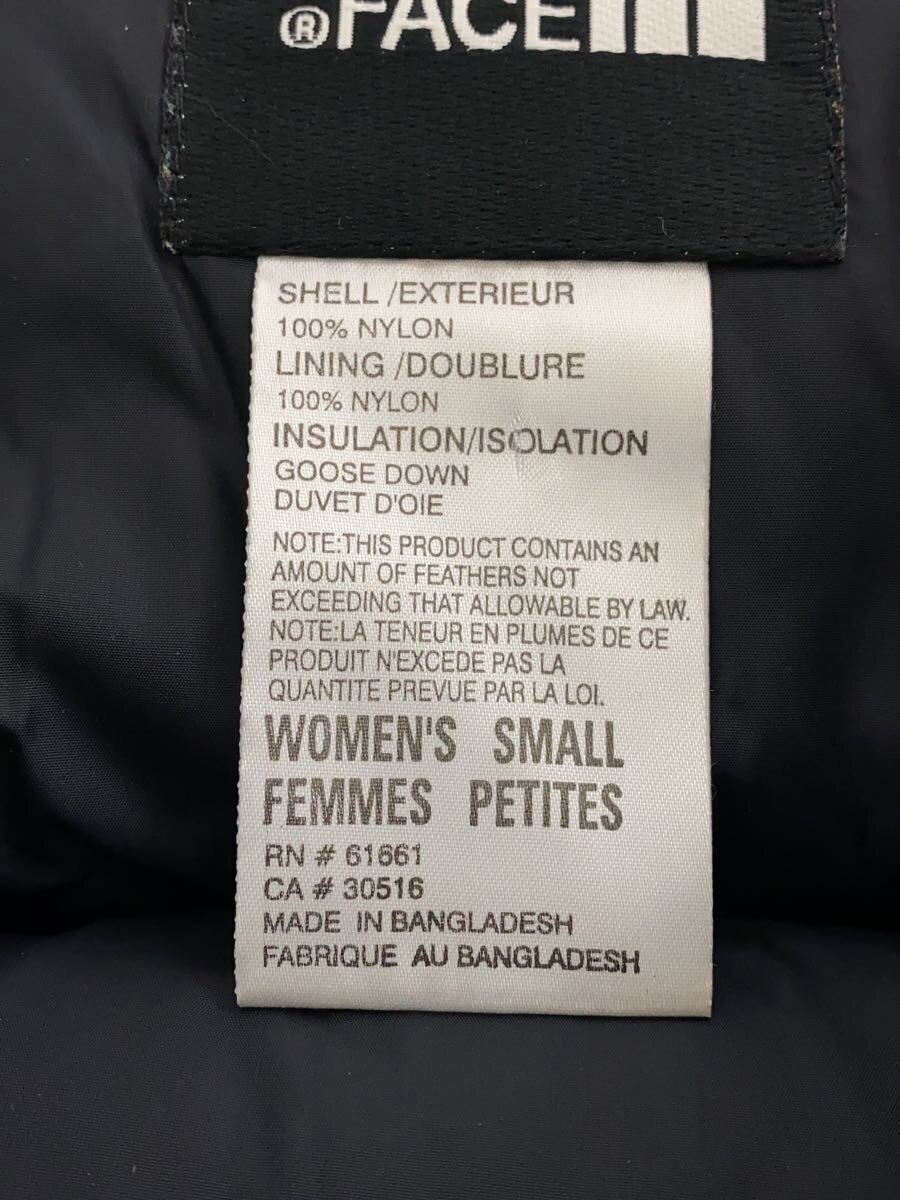 ®FACE
SHELL /EXTERIEUR
100% NYLON
LINING /DOUBLURE
100% NYLON
INSULATION/ISOLATION
GOOSE DOWN
DUVET D'OIE
NOTE:THIS PRODUCT CONTAINS AN
AMOUNT OF FEATHERS NOT
EXCEEDING THAT ALLOWABLE BY LAW.
NOTE:LA TENEUR EN PLUMES DE CE
PRODUIT N'EXCEDE PAS LA
QUANTITE PREVUE PAR LA LOI.
WOMEN'S SMALL
FEMMES PETITES
RN # 61661
CA # 30516
MADE IN BANGLADESH
FABRIQUE AU BANGLADESH